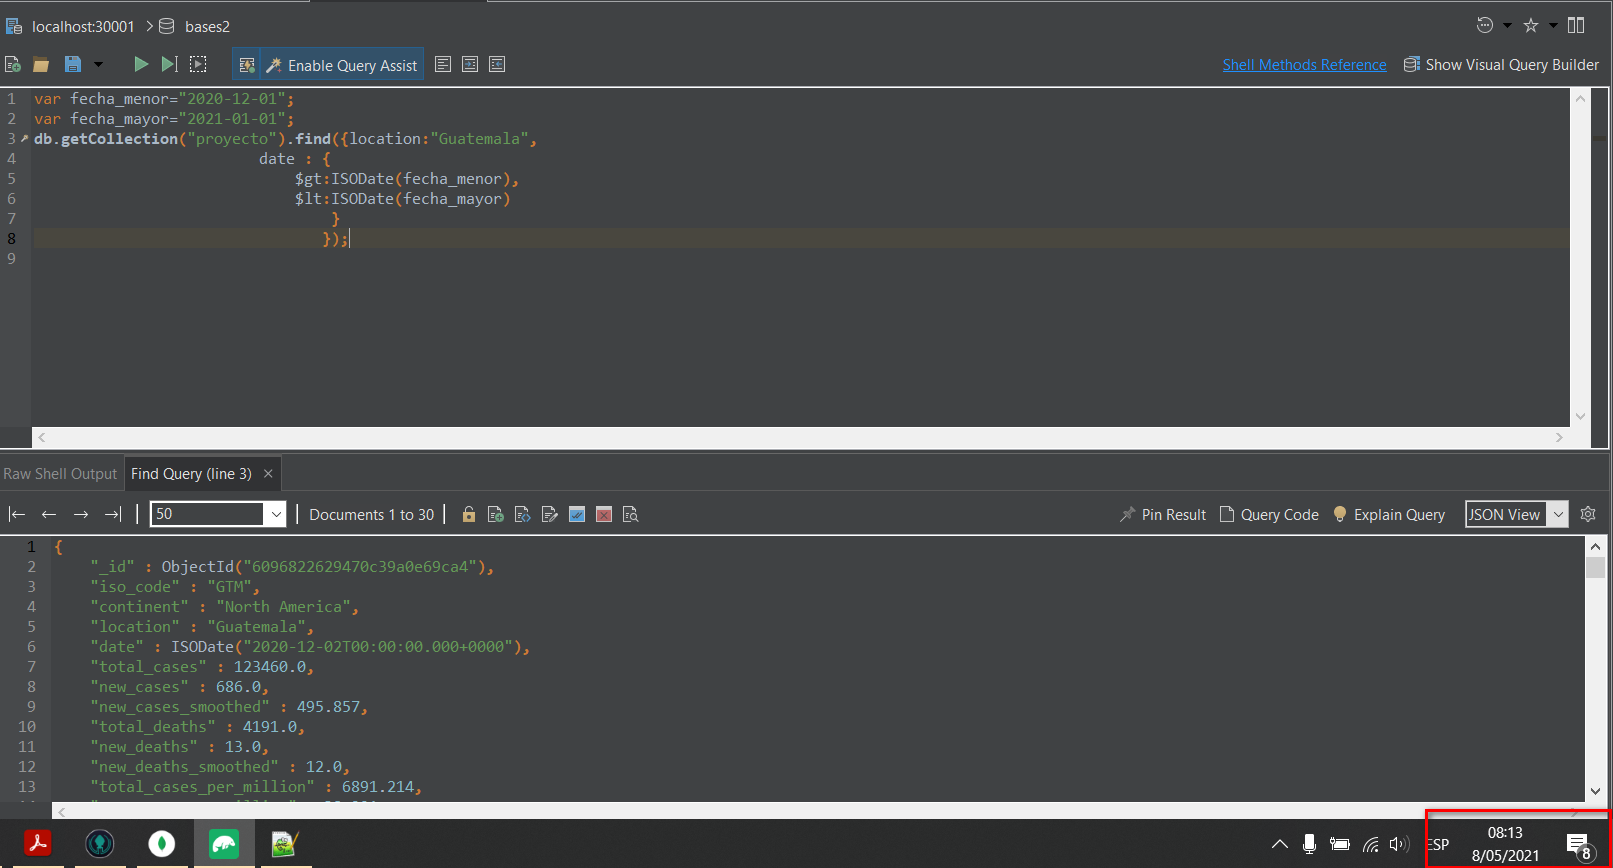 localhost:30001 > bases2
Enable Query Assist
Shell Methods Reference
Show Visual Query Builder
1 var fecha_menor="2020-12-01";
2 var fecha_mayor="2021-01-01";
3 db.getCollection("proyecto").find({location:"Guatemala",
4 date : {
5 $gt:ISODate(fecha_menor),
6 $lt:ISODate(fecha_mayor)
7 }
8 });
9
Raw Shell Output
Find Query (line 3) ×
50
Documents 1 to 30
Pin Result
Query Code
Explain Query
JSON View
1 {
2 "_id" : ObjectId("6096822629470c39a0e69ca4"),
3 "iso_code" : "GTM",
4 "continent" : "North America",
5 "location" : "Guatemala",
6 "date" : ISODate("2020-12-02T00:00:00.000+0000"),
7 "total_cases" : 123460.0,
8 "new_cases" : 686.0,
9 "new_cases_smoothed" : 495.857,
10 "total_deaths" : 4191.0,
11 "new_deaths" : 13.0,
12 "new_deaths_smoothed" : 12.0,
13 "total_cases_per_million" : 6891.214,
ESP
08:13
8/05/2021
8